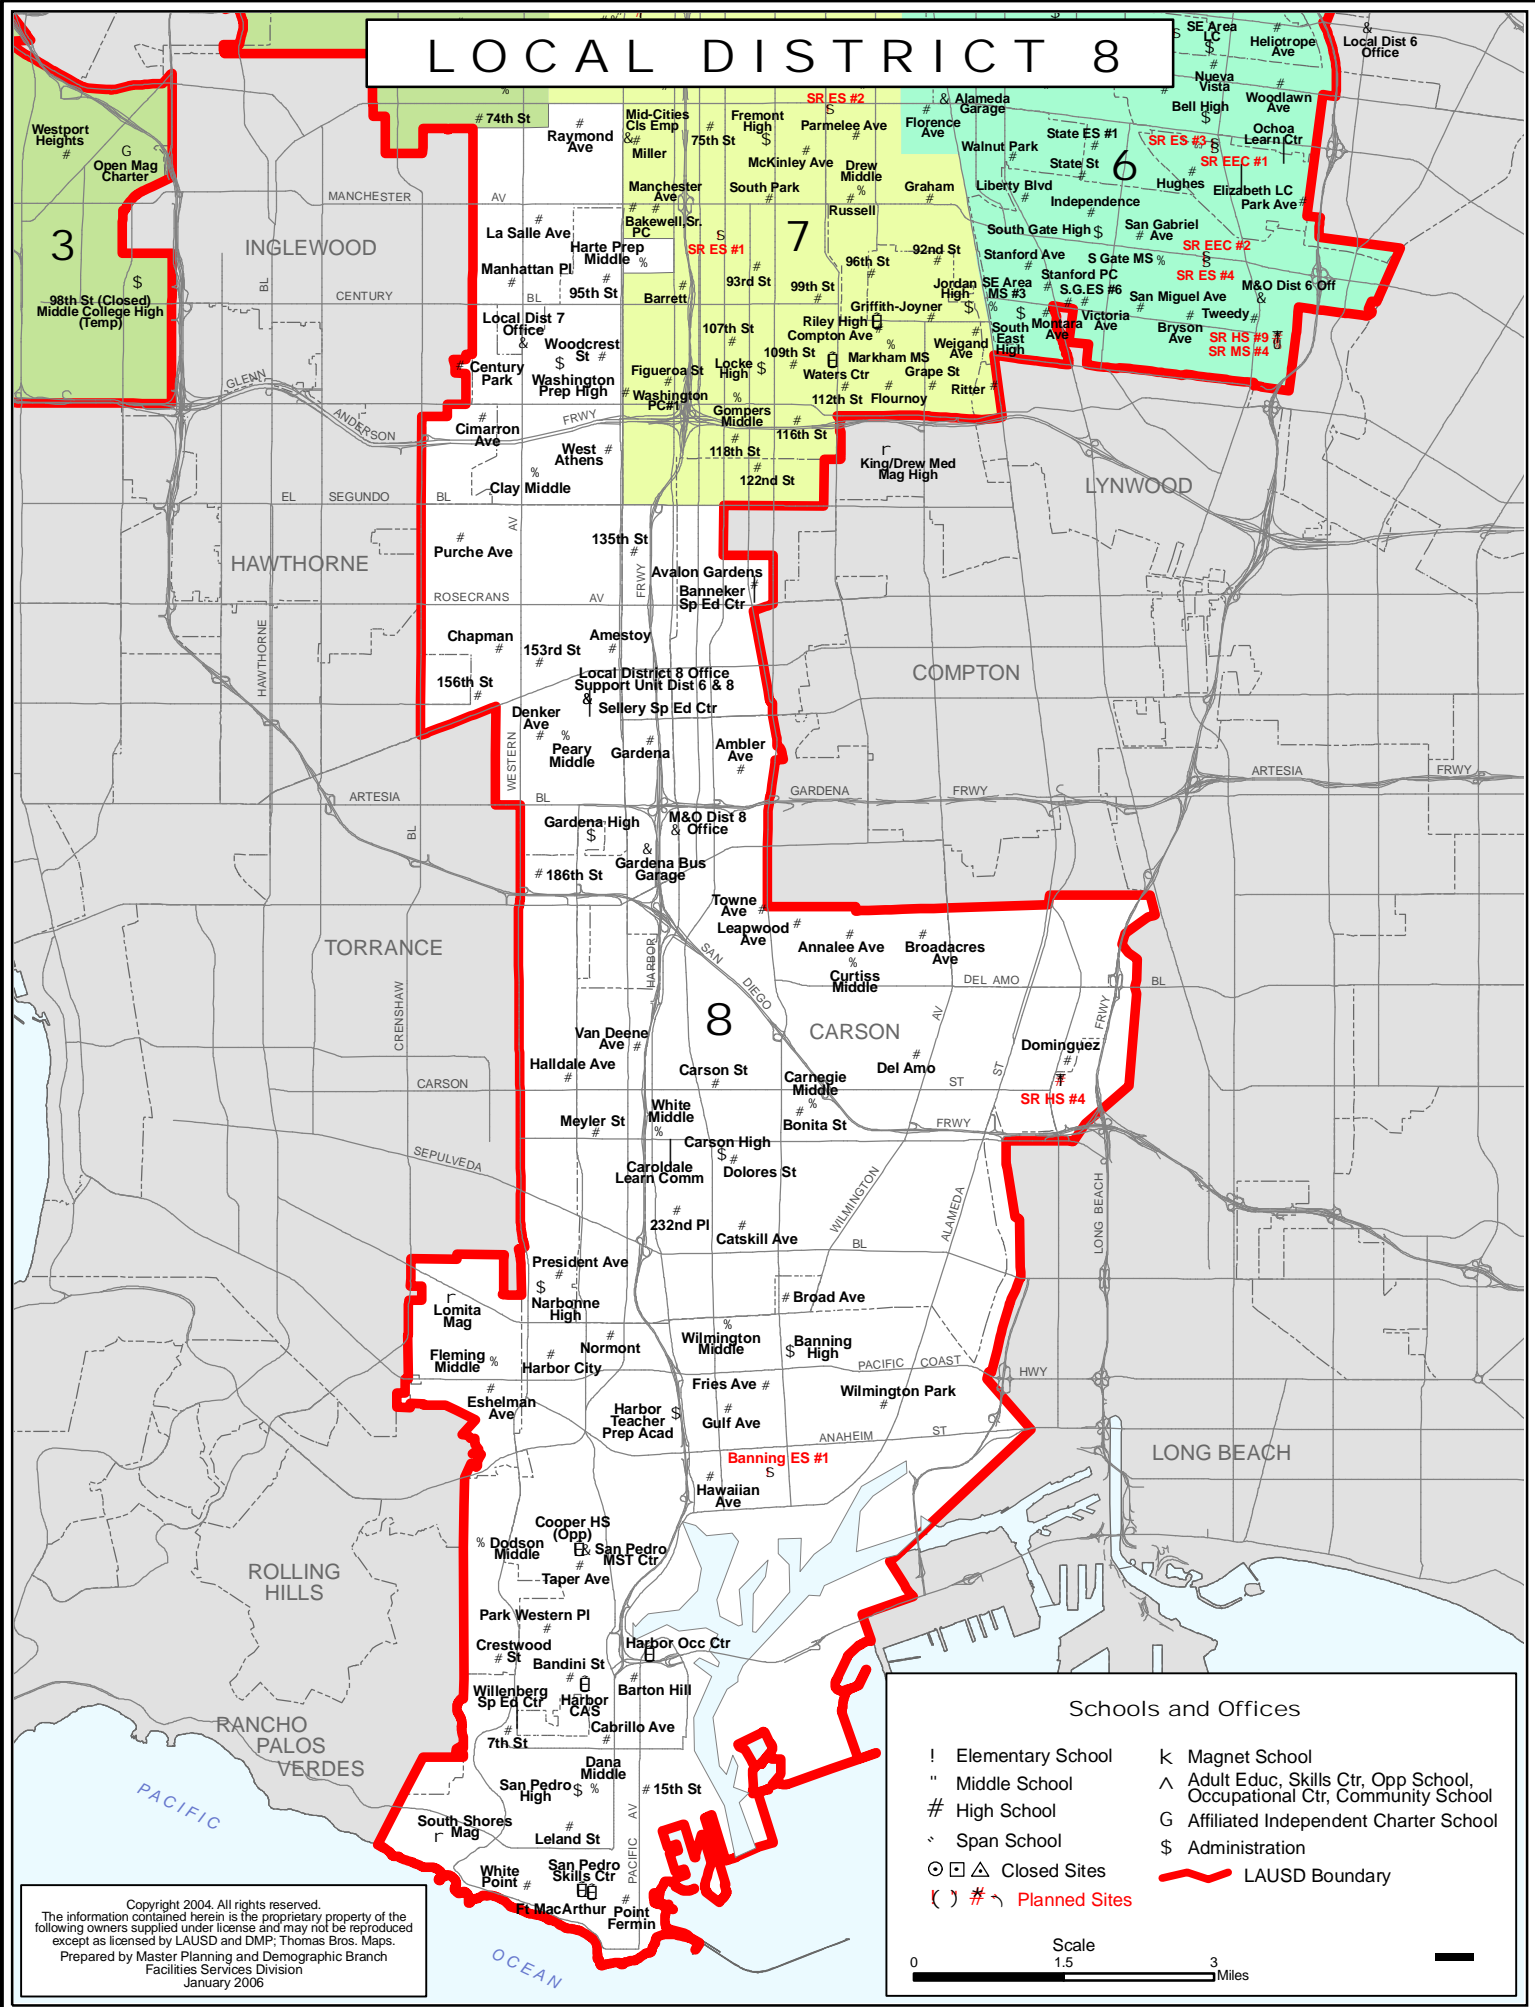 LOCAL DISTRICT 8
SE Area
LC
Heliotrope
Ave
Local Dist 6
Office
Nueva
Vista
Woodlawn
Ave
Bell High
Ochoa
Learn Ctr
SR ES #3
SR EEC #1
Hughes
Elizabeth LC
Park Ave
Alameda
Garage
Florence
Ave
State ES #1
Walnut Park
State St
6
Liberty Blvd
Independence
South Gate High
San Gabriel
Ave
SR EEC #2
Stanford Ave
S Gate MS
SR ES #4
Stanford PC
M&O Dist 6 Off
S.G.ES #6
San Miguel Ave
Tweedy
Victoria
Ave
Bryson
Ave
SR HS #9
SR MS #4
SE Area
MS #3
South
East
High
Montara
Ave
Westport
Heights
Open Mag
Charter
3
98th St (Closed)
Middle College High
(Temp)
74th St
Raymond
Ave
Mid-Cities
Cls Emp
Miller
75th St
Fremont
High
SR ES #2
Parmelee Ave
McKinley Ave
Drew
Middle
Manchester
Ave
South Park
Graham
Russell
Bakewell,Sr.
PC
SR ES #1
7
92nd St
96th St
La Salle Ave
Harte Prep
Middle
Manhattan Pl
95th St
Barrett
93rd St
99th St
Jordan
High
Griffith-Joyner
Riley High
Compton Ave
107th St
Local Dist 7
Office
Woodcrest
St
109th St
Markham MS
Weigand
Ave
Century
Park
Washington
Prep High
Figueroa St
Locke
High
Waters Ctr
Grape St
Ritter
Washington
PC#1
112th St
Flournoy
Gompers
Middle
Cimarron
Ave
116th St
West
Athens
118th St
122nd St
Clay Middle
King/Drew Med
Mag High
INGLEWOOD
MANCHESTER
AV
BL
CENTURY
BL
GLENN
ANDERSON
FRWY
LYNWOOD
EL SEGUNDO BL
HAWTHORNE
AV
Purche Ave
135th St
FRWY
Avalon Gardens
Banneker
Sp Ed Ctr
ROSECRANS
AV
HAWTHORNE
Chapman
153rd St
Amestoy
156th St
Local District 8 Office
Support Unit Dist 6 & 8
Sellery Sp Ed Ctr
COMPTON
Denker
Ave
Peary
Middle
Gardena
Ambler
Ave
WESTERN
ARTESIA
BL
GARDENA
FRWY
ARTESIA
FRWY
BL
Gardena High
M&O Dist 8
Office
Gardena Bus
Garage
186th St
Towne
Ave
Leapwood
Ave
Annalee Ave
Broadacres
Ave
Curtiss
Middle
TORRANCE
HARBOR
SAN
DIEGO
DEL AMO
BL
CRENSHAW
8
CARSON
AV
FRWY
Van Deene
Ave
Halldale Ave
Carson St
Carnegie
Middle
Del Amo
Dominguez
CARSON
ST
ST
SR HS #4
Meyler St
White
Middle
Bonita St
FRWY
Carson High
Dolores St
SEPULVEDA
Caroldale
Learn Comm
WILMINGTON
ALAMEDA
LONG BEACH
232nd Pl
Catskill Ave
BL
President Ave
Lomita
Mag
Narbonne
High
Broad Ave
Normont
Wilmington
Middle
Banning
High
Fleming
Middle
Harbor City
PACIFIC COAST
HWY
Fries Ave
Wilmington Park
Eshelman
Ave
Harbor
Teacher
Prep Acad
Gulf Ave
ANAHEIM
ST
Banning ES #1
LONG BEACH
Hawaiian
Ave
Cooper HS
(Opp)
Dodson
Middle
San Pedro
MST Ctr
Taper Ave
ROLLING
HILLS
Park Western Pl
Crestwood
St
Harbor Occ Ctr
Bandini St
Willenberg
Sp Ed Ctr
Harbor
CAS
Barton Hill
Cabrillo Ave
7th St
RANCHO
PALOS
VERDES
Dana
Middle
San Pedro
High
15th St
PACIFIC
South Shores
Mag
Leland St
PACIFIC AV
San Pedro
Skills Ctr
White
Point
Ft MacArthur
Point
Fermin
OCEAN
Schools and Offices
! Elementary School
" Middle School
# High School
Span School
Closed Sites
Planned Sites
K Magnet School
Adult Educ, Skills Ctr, Opp School,
Occupational Ctr, Community School
G Affiliated Independent Charter School
$ Administration
LAUSD Boundary
Scale
0 1.5 3
Miles
Copyright 2004. All rights reserved.
The information contained herein is the proprietary property of the
following owners supplied under license and may not be reproduced
except as licensed by LAUSD and DMP; Thomas Bros. Maps.
Prepared by Master Planning and Demographic Branch
Facilities Services Division
January 2006